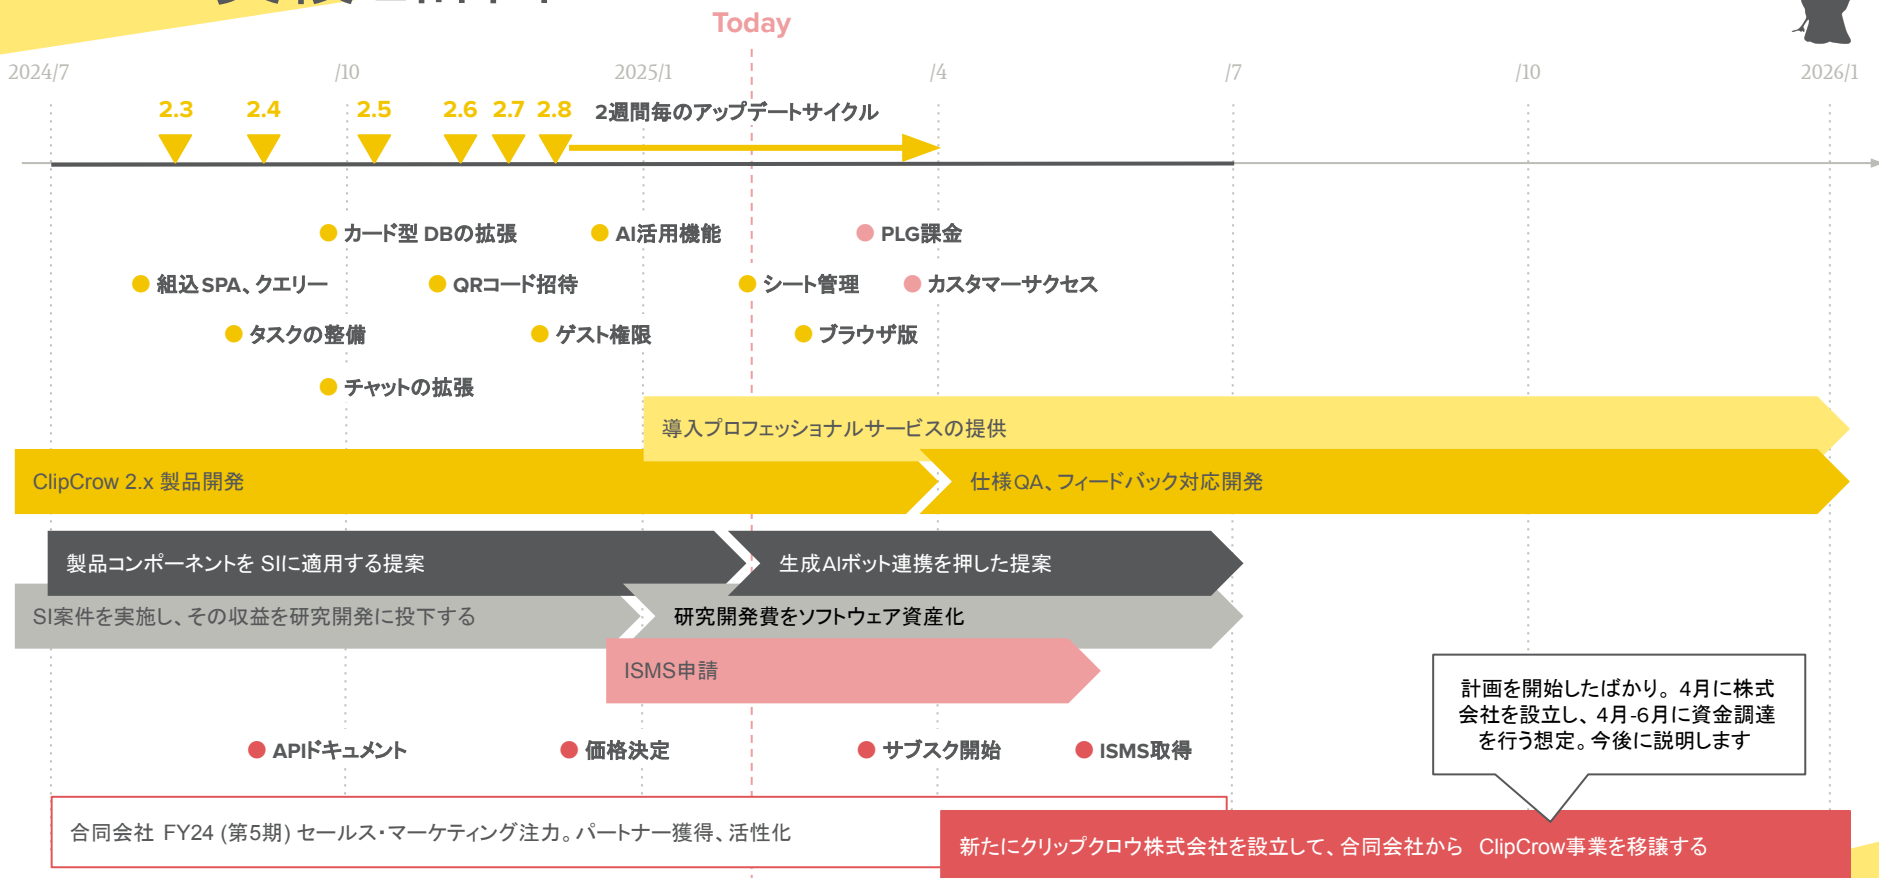 Today
2024/7
/10
2025/1
/4
/7
/10
2026/1
2.3
2.4
2.5
2.6
2.7
2.8
2週間毎のアップデートサイクル
カード型 DBの拡張
AI活用機能
PLG課金
組込SPA、クエリー
QRコード招待
シート管理
カスタマーサクセス
タスクの整備
ゲスト権限
ブラウザ版
チャットの拡張
導入プロフェッショナルサービスの提供
ClipCrow 2.x 製品開発
仕様QA、フィードバック対応開発
製品コンポーネントを SIに適用する提案
生成AIボット連携を押した提案
SI案件を実施し、その収益を研究開発に投下する
研究開発費をソフトウェア資産化
ISMS申請
計画を開始したばかり。4月に株式
会社を設立し、4月-6月に資金調達
を行う想定。今後に説明します
APIドキュメント
価格決定
サブスク開始
ISMS取得
合同会社 FY24 (第5期) セールス・マーケティング注力。パートナー獲得、活性化
新たにクリップクロウ株式会社を設立して、合同会社から ClipCrow事業を移譲する